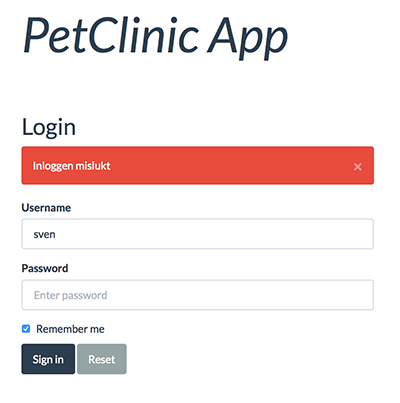 PetClinic App
Login
Inloggen mislukt ×
Username
sven
Password
Enter password
Remember me
Sign in Reset